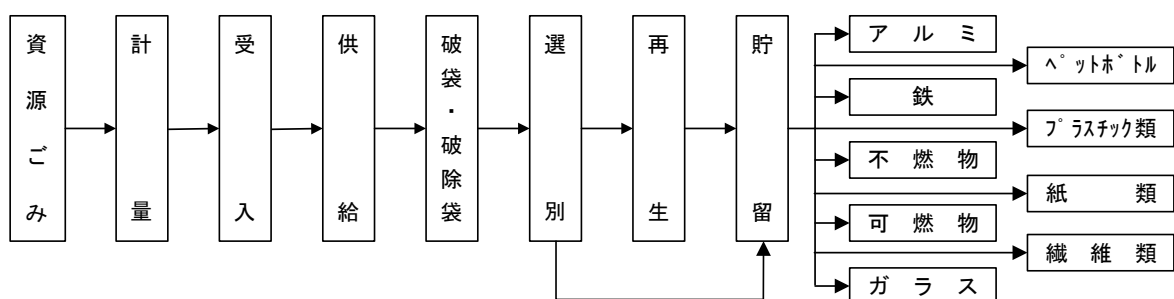 資源ごみ
計量
受入
供給
破袋・破除袋
選別
再生
貯留
アルミ
ペットボトル
鉄
プラスチック類
不燃物
紙類
可燃物
繊維類
ガラス